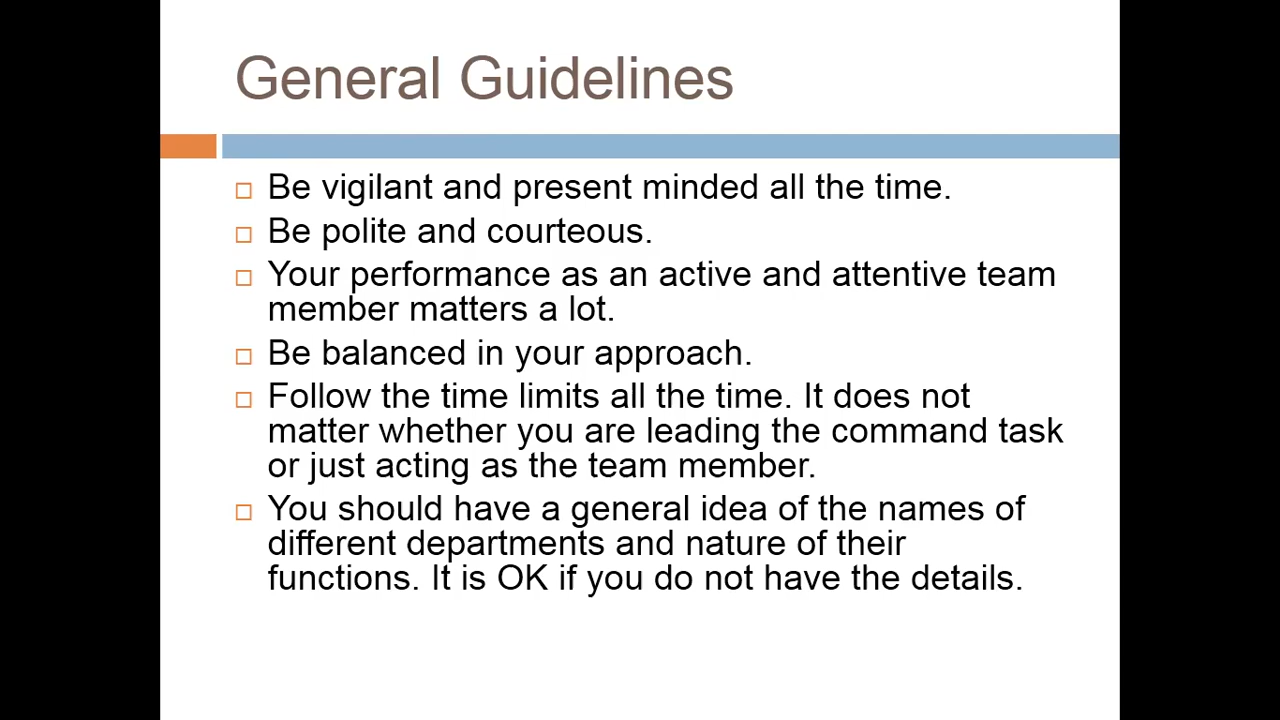 General Guidelines
Be vigilant and present minded all the time.
Be polite and courteous.
Your performance as an active and attentive team
member matters a lot.
Be balanced in your approach.
Follow the time limits all the time. It does not
matter whether you are leading the command task
or just acting as the team member.
You should have a general idea of the names of
different departments and nature of their
functions. It is OK if you do not have the details.